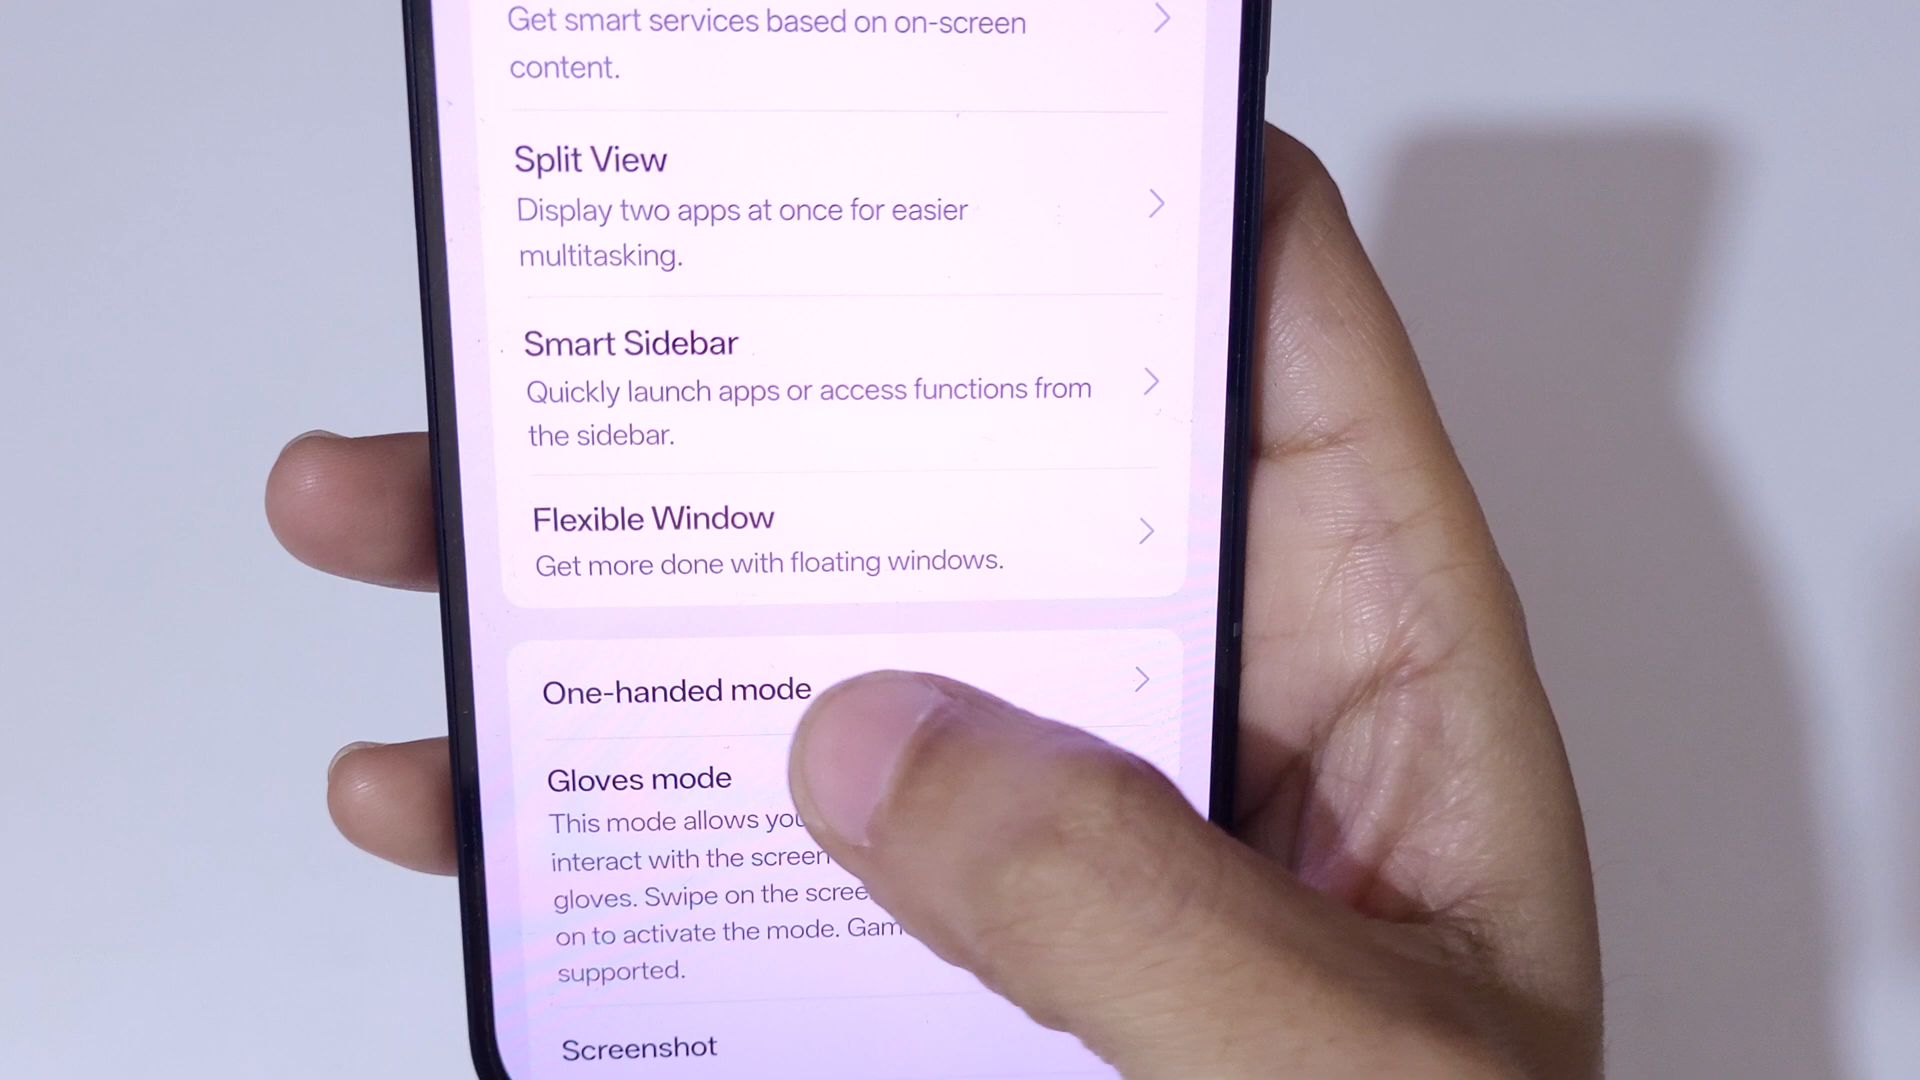 Get smart services based on on-screen
content.
Split View
Display two apps at once for easier
multitasking.
Smart Sidebar
Quickly launch apps or access functions from
the sidebar.
Flexible Window
Get more done with floating windows.
One-handed mode
Gloves mode
This mode allows you
interact with the screen
gloves. Swipe on the
on to activate the mode.
supported.
Screenshot